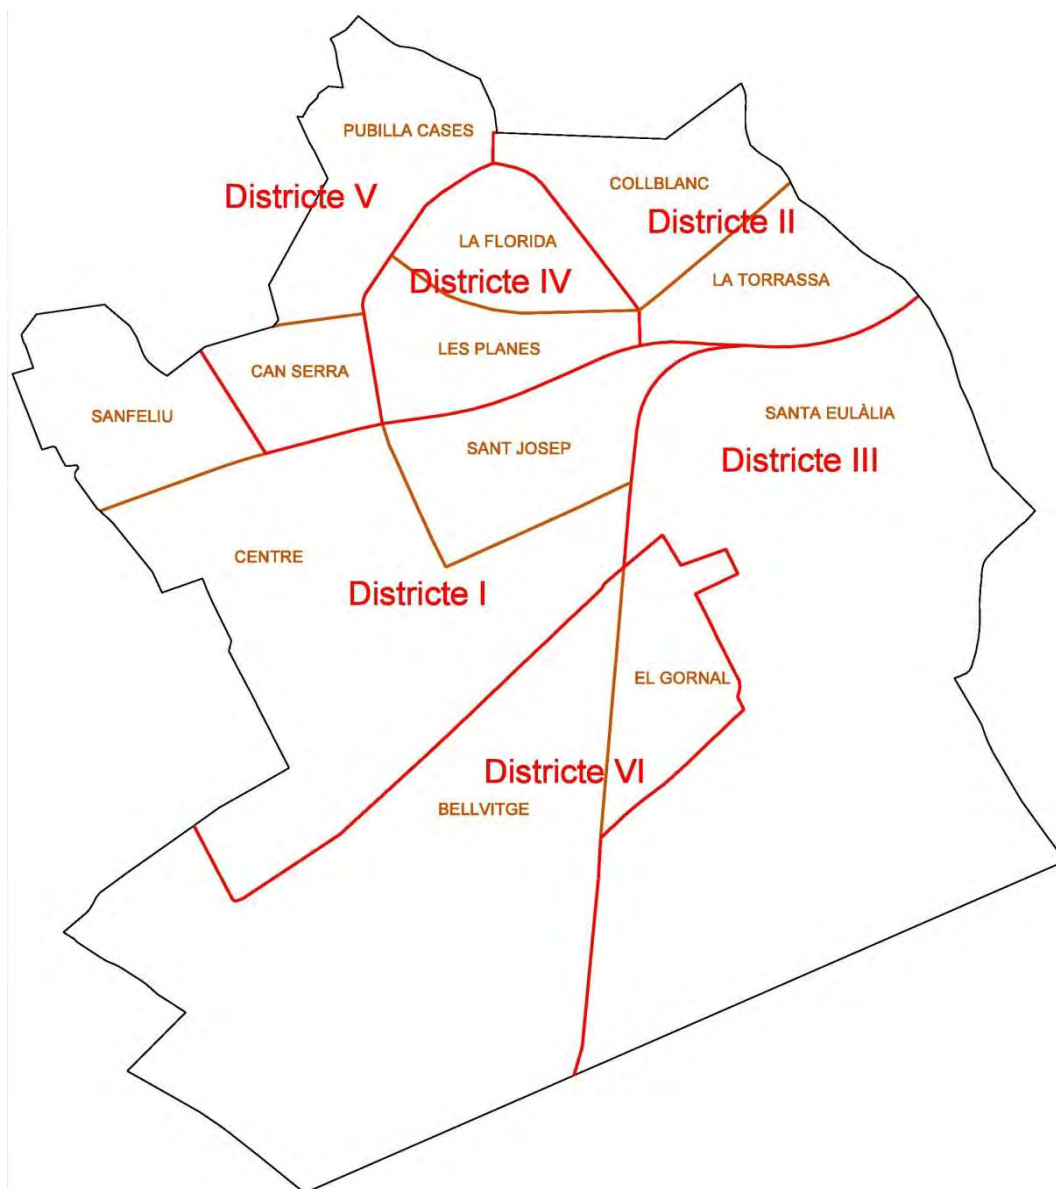 PUBILLA CASES
COLLBLANC
Districte V
Districte II
LA FLORIDA
Districte IV
LA TORRASSA
LES PLANES
CAN SERRA
SANFELIU
SANTA EULÀLIA
SANT JOSEP
Districte III
CENTRE
Districte I
EL GORNAL
Districte VI
BELLVITGE